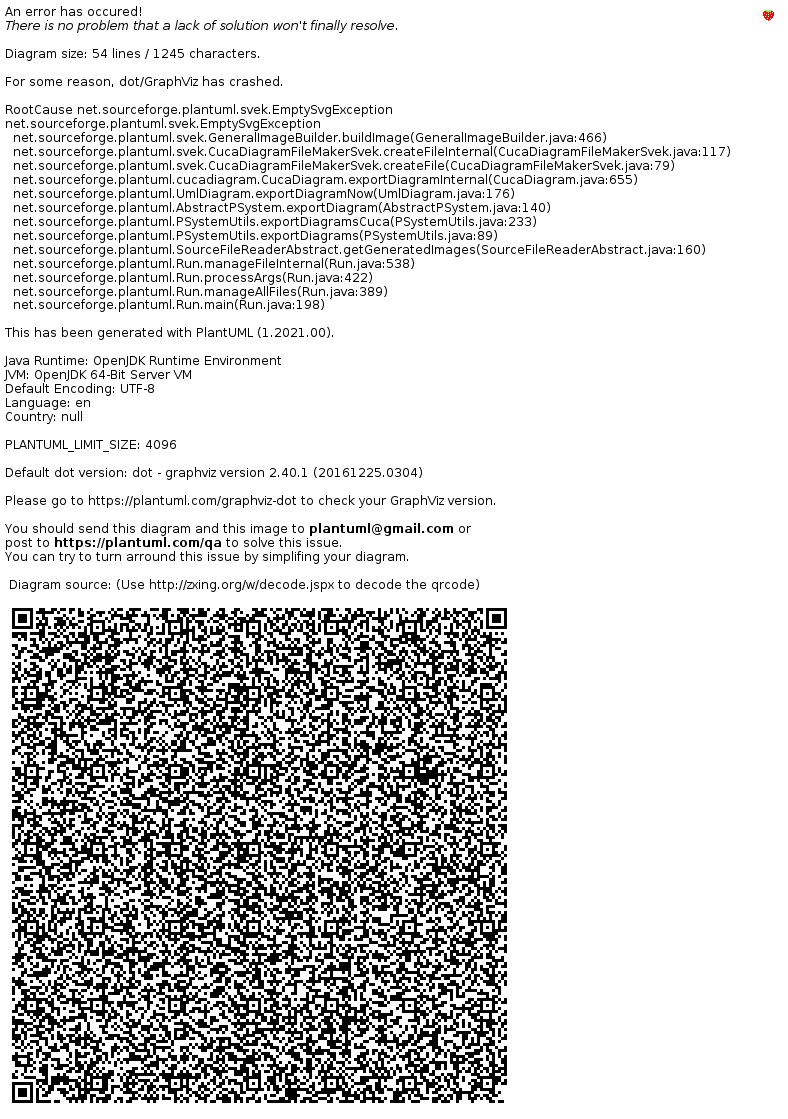 An error has occured!
There is no problem that a lack of solution won't finally resolve.
Diagram size: 54 lines / 1245 characters.
For some reason, dot/GraphViz has crashed.
RootCause net.sourceforge.plantuml.svek.EmptySvgException
net.sourceforge.plantuml.svek.EmptySvgException
net.sourceforge.plantuml.svek.GeneralImageBuilder.buildImage(GeneralImageBuilder.java:466)
net.sourceforge.plantuml.svek.CucaDiagramFileMakerSvek.createFileInternal(CucaDiagramFileMakerSvek.java:117)
net.sourceforge.plantuml.svek.CucaDiagramFileMakerSvek.createFile(CucaDiagramFileMakerSvek.java:79)
net.sourceforge.plantuml.cucadiagram.CucaDiagram.exportDiagramInternal(CucaDiagram.java:655)
net.sourceforge.plantuml.UmlDiagram.exportDiagramNow(UmlDiagram.java:176)
net.sourceforge.plantuml.AbstractPSystem.exportDiagram(AbstractPSystem.java:140)
net.sourceforge.plantuml.PSystemUtils.exportDiagramsCuca(PSystemUtils.java:233)
net.sourceforge.plantuml.PSystemUtils.exportDiagrams(PSystemUtils.java:89)
net.sourceforge.plantuml.SourceFileReaderAbstract.getGeneratedImages(SourceFileReaderAbstract.java:160)
net.sourceforge.plantuml.Run.manageFileInternal(Run.java:538)
net.sourceforge.plantuml.Run.processArgs(Run.java:422)
net.sourceforge.plantuml.Run.manageAllFiles(Run.java:389)
net.sourceforge.plantuml.Run.main(Run.java:198)
This has been generated with PlantUML (1.2021.00).
Java Runtime: OpenJDK Runtime Environment
JVM: OpenJDK 64-Bit Server VM
Default Encoding: UTF-8
Language: en
Country: null
PLANTUML_LIMIT_SIZE: 4096
Default dot version: dot - graphviz version 2.40.1 (20161225.0304)
Please go to https://plantuml.com/graphviz-dot to check your GraphViz version.
You should send this diagram and this image to plantuml@gmail.com or
post to https://plantuml.com/qa to solve this issue.
You can try to turn arround this issue by simplifing your diagram.
Diagram source: (Use http://zxing.org/w/decode.jspx to decode the qrcode)